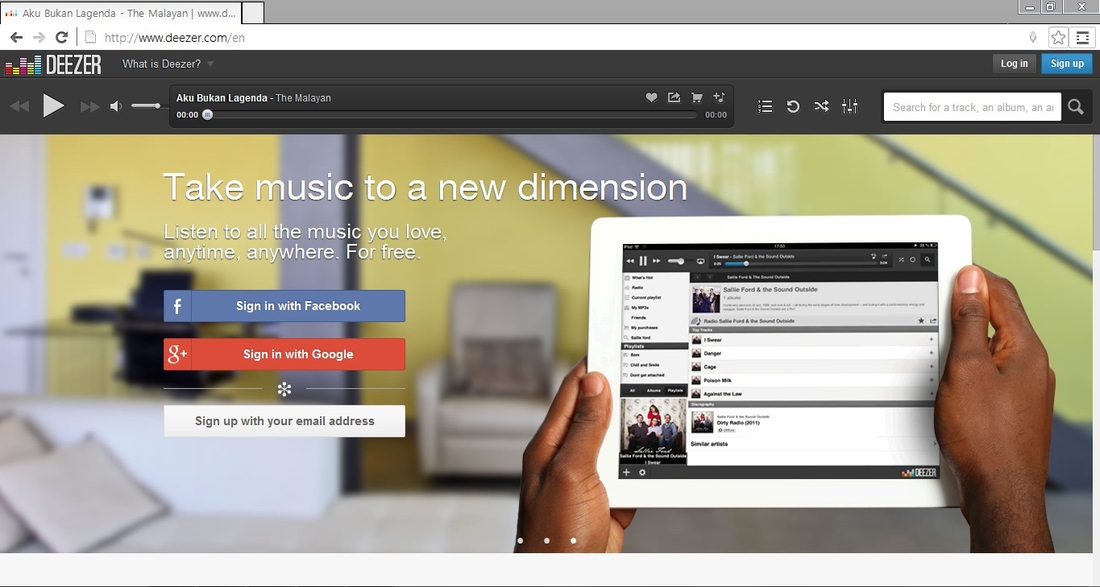 Aku Bukan Lagenda - The Malayan | www.d...
http://www.deezer.com/en
DEEZER
What is Deezer?
Log in
Sign up
Aku Bukan Lagenda - The Malayan
00:00
00:00
Search for a track, an album, an ar
Take music to a new dimension
Listen to all the music you love,
anytime, anywhere. For free.
f
Sign in with Facebook
g+
Sign in with Google
Sign up with your email address
iPad
17:03
I Swear - Sallie Ford & the Sound Outside
Sallie Ford & The Sound Outside
What's Hot
Radio
Current playlist
My MP3s
Friends
My purchases
Sallie ford
Playlists
Bam
Chill and Smile
Dont get attached
All
Albums
Playlists
Sallie Ford
Sallie Ford & the Sound Outside
I Swear
Sallie Ford & the Sound Outside
Radio Sallie Ford & the Sound Outside
Top Tracks
I Swear
Danger
Cage
Poison Milk
Against the Law
Discography
Sallie Ford & the Sound Outside
Dirty Radio (2011)
Similar artists
DEEZER